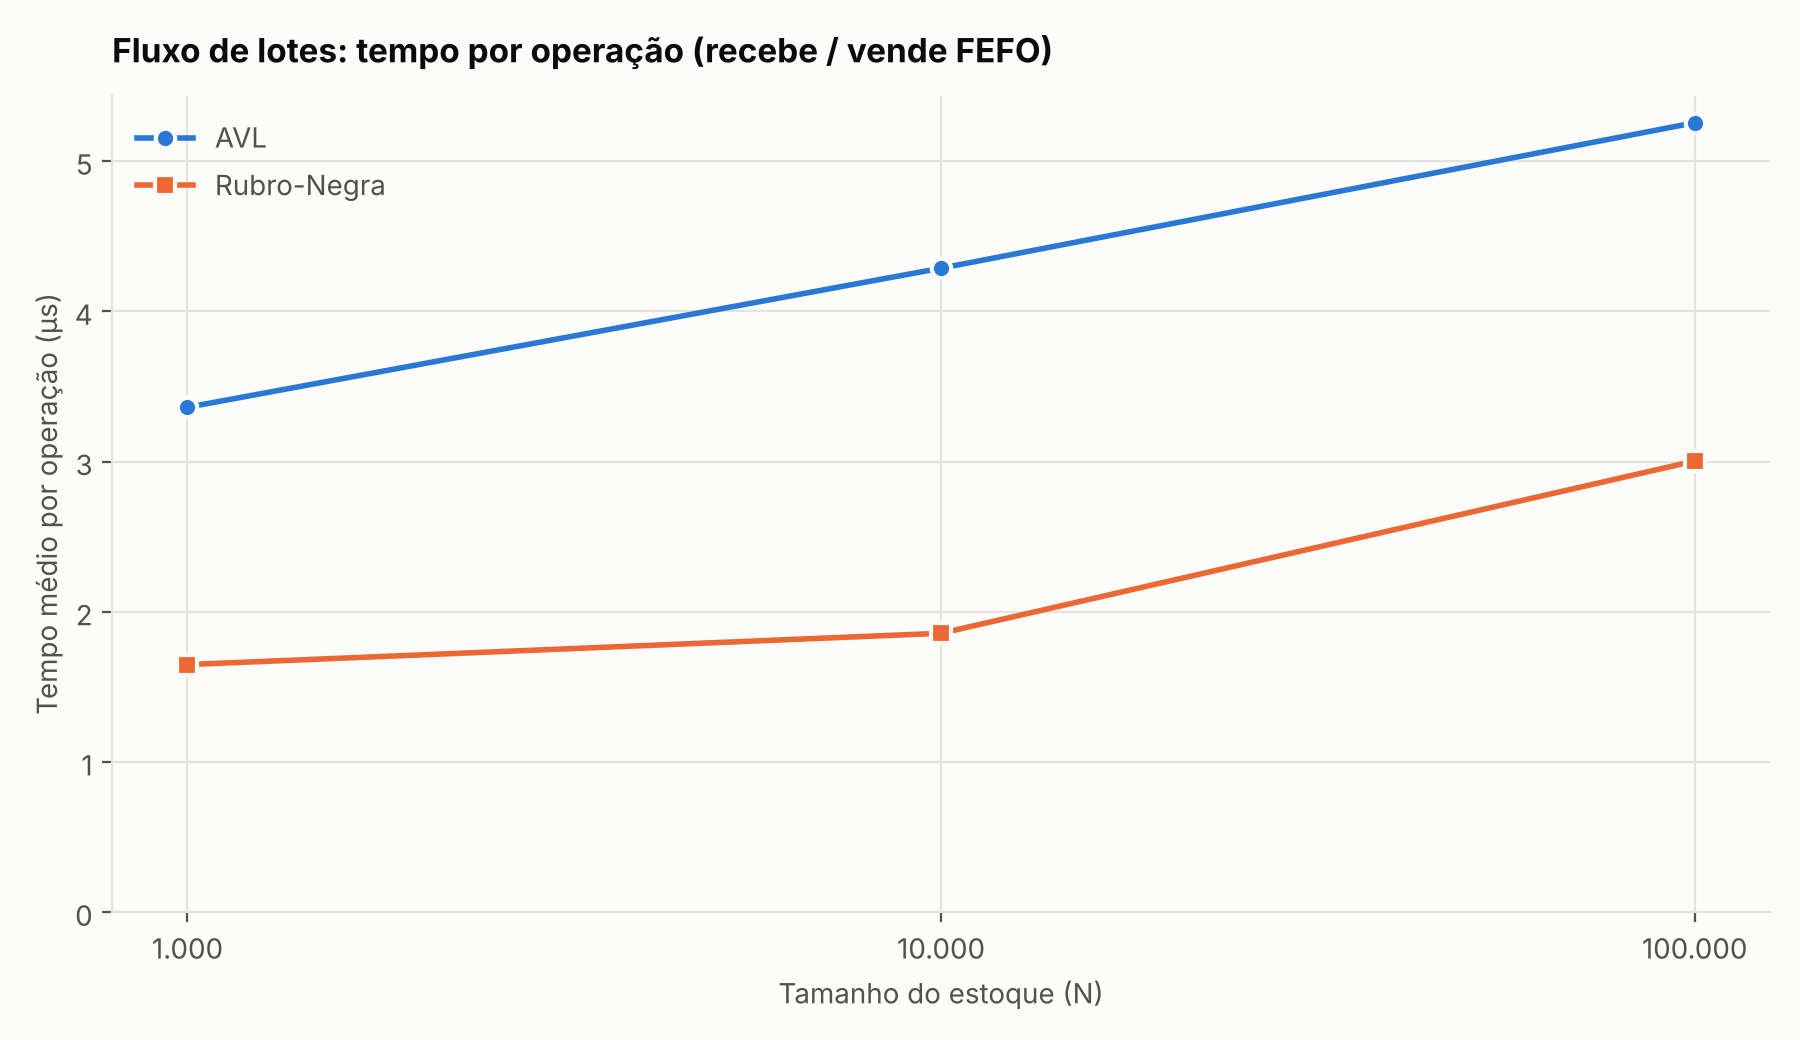 Fluxo de lotes: tempo por operação (recebe / vende FEFO)
AVL
Rubro-Negra
Tempo médio por operação (µs)
5
4
3
2
1
0
1.000
10.000
100.000
Tamanho do estoque (N)